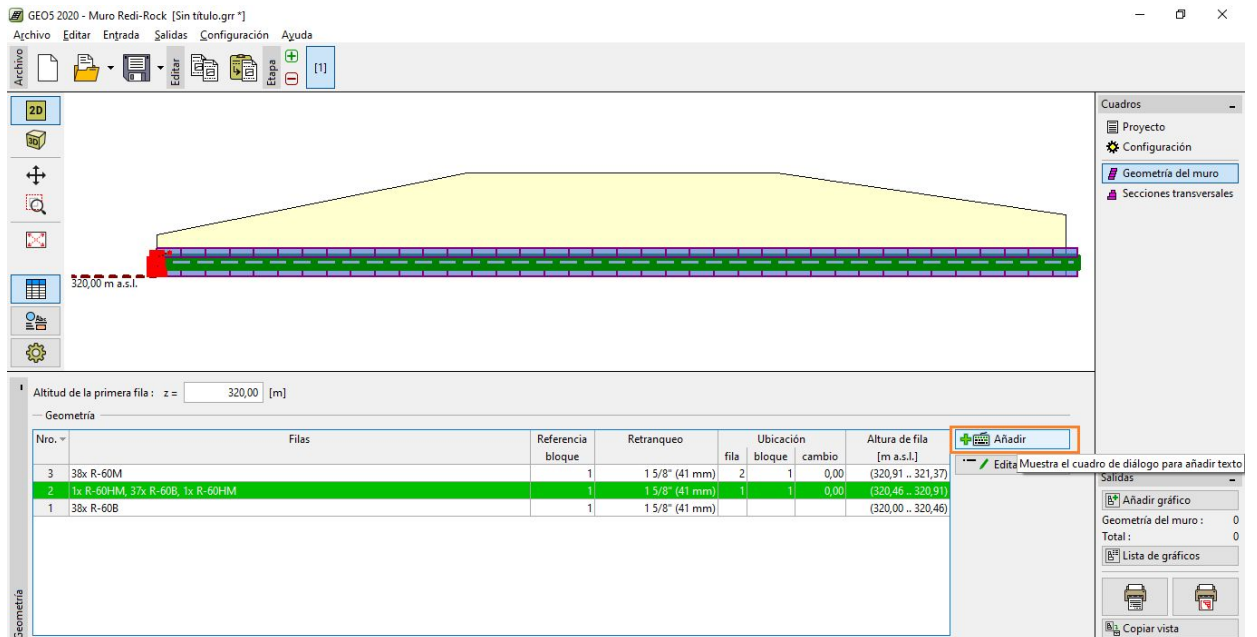 GEO5 2020 - Muro Redi-Rock [Sin título.grr *]
Archivo Editar Entrada Salidas Configuración Ayuda
Archivo
Editar
Etapa
[1]
2D
3D
320,00 m a.s.l.
Cuadros
Proyecto
Configuración
Geometría del muro
Secciones transversales
Altitud de la primera fila : z = 320,00 [m]
Geometría
Nro. Filas Referencia bloque Retranqueo Ubicación fila bloque cambio Altura de fila [m a.s.l.]
3 38x R-60M 1 1 5/8" (41 mm) 2 1 0,00 (320,91 .. 321,37)
2 1x R-60HM, 37x R-60B, 1x R-60HM 1 1 5/8" (41 mm) 1 1 0,00 (320,46 .. 320,91)
1 38x R-60B 1 1 5/8" (41 mm) (320,00 .. 320,46)
Añadir
Edita
Muestra el cuadro de diálogo para añadir texto
Salidas
Añadir gráfico
Geometría del muro : 0
Total : 0
Lista de gráficos
Copiar vista
Geometría